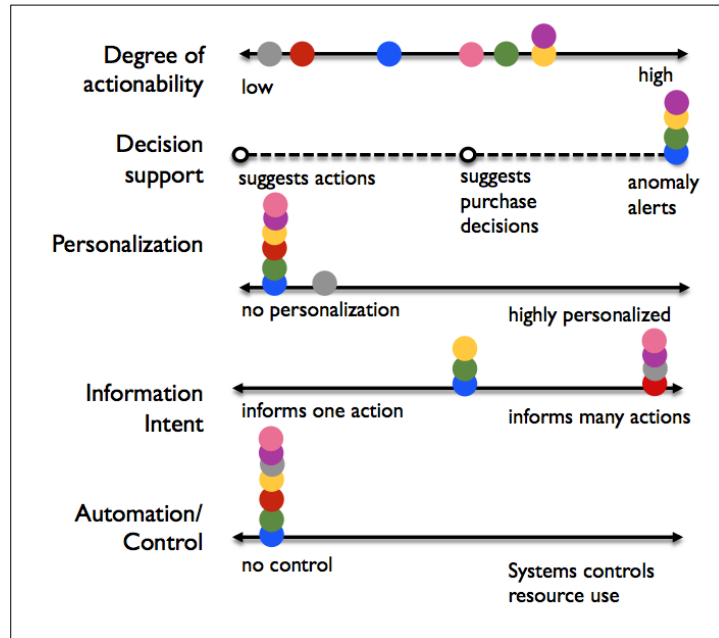 Degree of
actionability
low
high
Decision
support
suggests actions
suggests
purchase
decisions
anomaly
alerts
Personalization
no personalization
highly personalized
Information
Intent
informs one action
informs many actions
Automation/
Control
no control
Systems controls
resource use